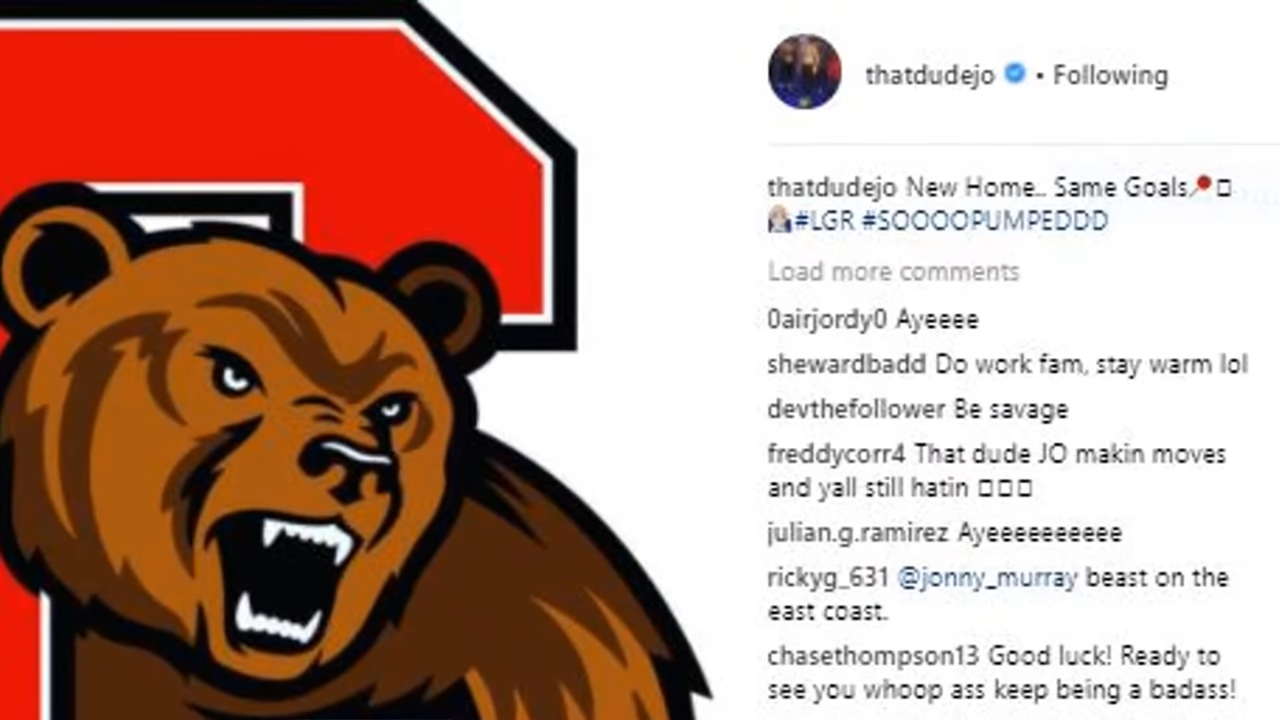 thatdudejo • Following
thatdudejo New Home.. Same Goals📍
#LGR #SOOOOPUMPEDDD
Load more comments
0airjordy0 Ayeeee
shewardbadd Do work fam, stay warm lol
devthefollower Be savage
freddycorr4 That dude JO makin moves
and yall still hatin
julian.g.ramirez Ayeeeeeeeeee
rickyg_631 @jonny_murray beast on the
east coast.
chasethompson13 Good luck! Ready to
see you whoop ass keep being a badass!